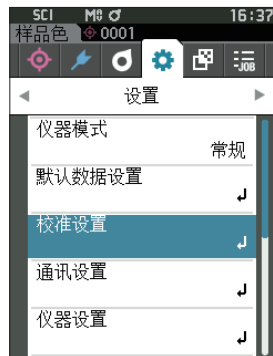 SCI M 16:37
样品色 0001
JOB
设置
仪器模式
常规
默认数据设置
校准设置
通讯设置
仪器设置